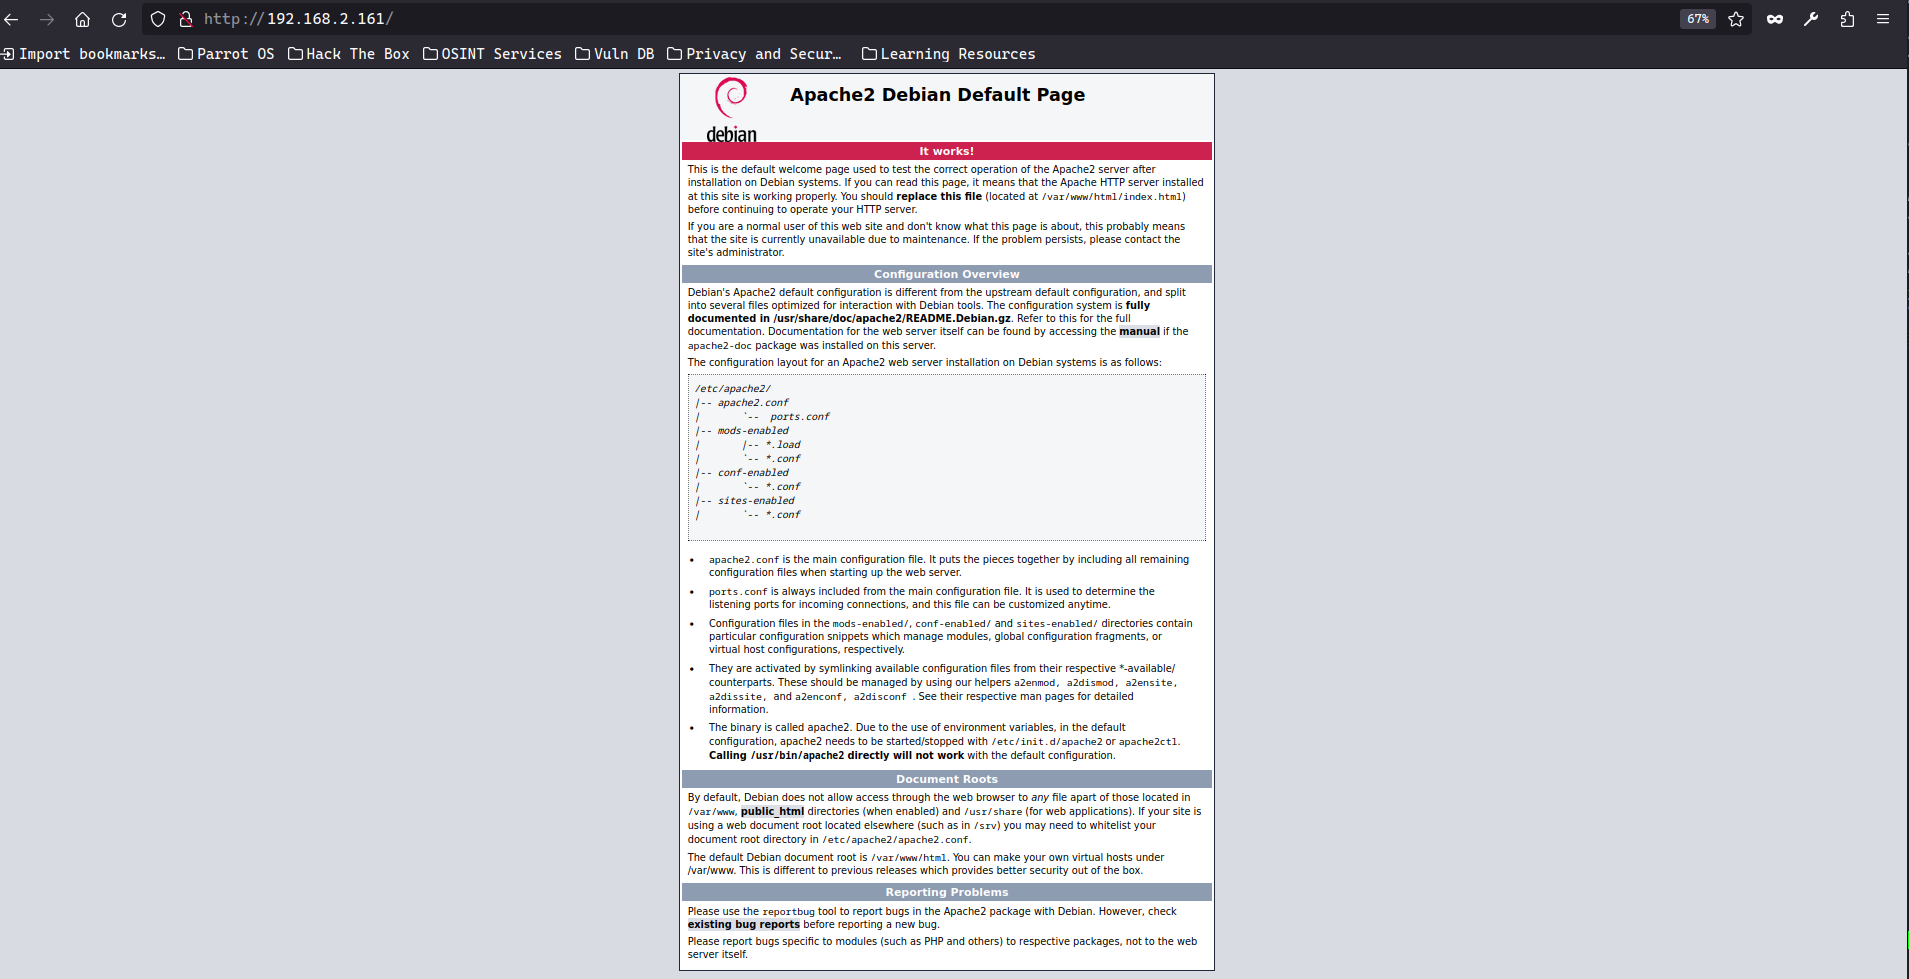 http://192.168.2.161/
67%
Import bookmarks… Parrot OS Hack The Box OSINT Services Vuln DB Privacy and Secur… Learning Resources
debian
Apache2 Debian Default Page
It works!
This is the default welcome page used to test the correct operation of the Apache2 server after
installation on Debian systems. If you can read this page, it means that the Apache HTTP server installed
at this site is working properly. You should replace this file (located at /var/www/html/index.html)
before continuing to operate your HTTP server.
If you are a normal user of this web site and don't know what this page is about, this probably means
that the site is currently unavailable due to maintenance. If the problem persists, please contact the
site's administrator.
Configuration Overview
Debian's Apache2 default configuration is different from the upstream default configuration, and split
into several files optimized for interaction with Debian tools. The configuration system is fully
documented in /usr/share/doc/apache2/README.Debian.gz. Refer to this for the full
documentation. Documentation for the web server itself can be found by accessing the manual if the
apache2-doc package was installed on this server.
The configuration layout for an Apache2 web server installation on Debian systems is as follows:
/etc/apache2/
|-- apache2.conf
|       `--  ports.conf
|-- mods-enabled
|       |-- *.load
|       `-- *.conf
|-- conf-enabled
|       `-- *.conf
|-- sites-enabled
|       `-- *.conf
• apache2.conf is the main configuration file. It puts the pieces together by including all remaining
configuration files when starting up the web server.
• ports.conf is always included from the main configuration file. It is used to determine the
listening ports for incoming connections, and this file can be customized anytime.
• Configuration files in the mods-enabled/, conf-enabled/ and sites-enabled/ directories contain
particular configuration snippets which manage modules, global configuration fragments, or
virtual host configurations, respectively.
• They are activated by symlinking available configuration files from their respective *-available/
counterparts. These should be managed by using our helpers a2enmod, a2dismod, a2ensite,
a2dissite, and a2enconf, a2disconf . See their respective man pages for detailed
information.
• The binary is called apache2. Due to the use of environment variables, in the default
configuration, apache2 needs to be started/stopped with /etc/init.d/apache2 or apache2ctl.
Calling /usr/bin/apache2 directly will not work with the default configuration.
Document Roots
By default, Debian does not allow access through the web browser to any file apart of those located in
/var/www, public_html directories (when enabled) and /usr/share (for web applications). If your site is
using a web document root located elsewhere (such as in /srv) you may need to whitelist your
document root directory in /etc/apache2/apache2.conf.
The default Debian document root is /var/www/html. You can make your own virtual hosts under
/var/www. This is different to previous releases which provides better security out of the box.
Reporting Problems
Please use the reportbug tool to report bugs in the Apache2 package with Debian. However, check
existing bug reports before reporting a new bug.
Please report bugs specific to modules (such as PHP and others) to respective packages, not to the web
server itself.